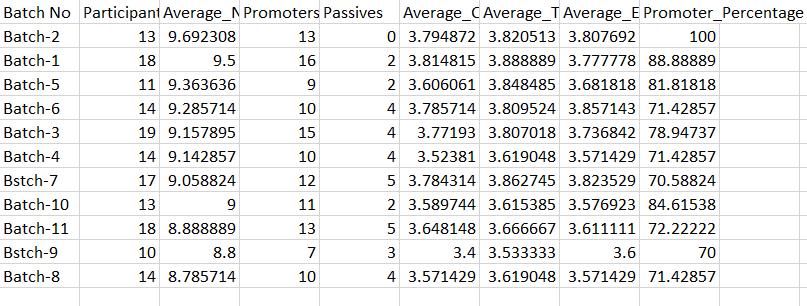 Batch No Participant Average_N Promoters Passives Average_C Average_T Average_E Promoter_Percentage
Batch-2 13 9.692308 13 0 3.794872 3.820513 3.807692 100
Batch-1 18 9.5 16 2 3.814815 3.888889 3.777778 88.88889
Batch-5 11 9.363636 9 2 3.606061 3.848485 3.681818 81.81818
Batch-6 14 9.285714 10 4 3.785714 3.809524 3.857143 71.42857
Batch-3 19 9.157895 15 4 3.77193 3.807018 3.736842 78.94737
Batch-4 14 9.142857 10 4 3.52381 3.619048 3.571429 71.42857
Bstch-7 17 9.058824 12 5 3.784314 3.862745 3.823529 70.58824
Batch-10 13 9 11 2 3.589744 3.615385 3.576923 84.61538
Batch-11 18 8.888889 13 5 3.648148 3.666667 3.611111 72.22222
Bstch-9 10 8.8 7 3 3.4 3.533333 3.6 70
Batch-8 14 8.785714 10 4 3.571429 3.619048 3.571429 71.42857